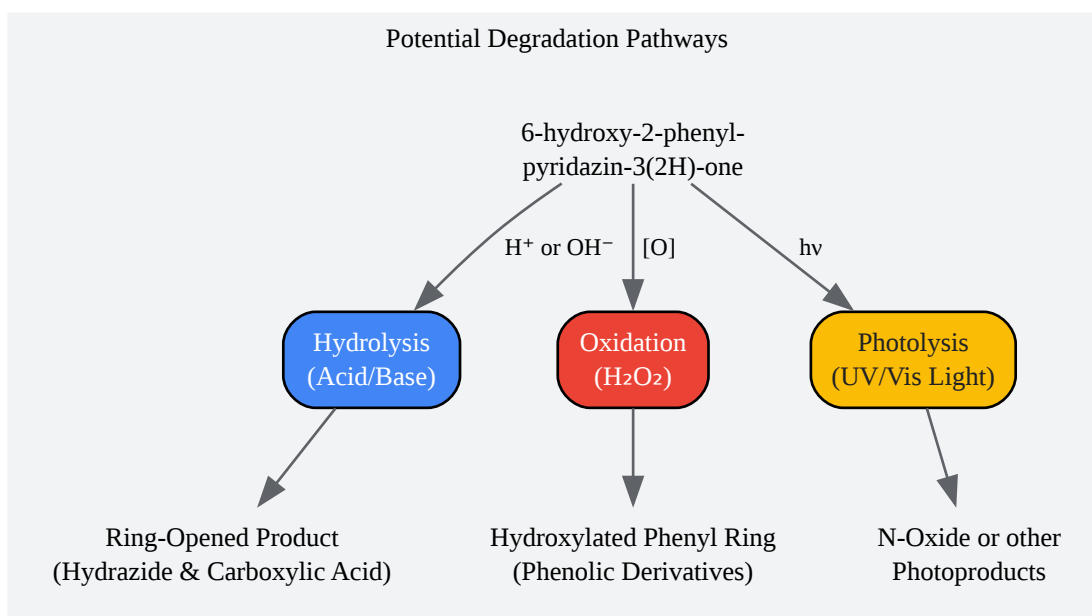 Potential Degradation Pathways
6-hydroxy-2-phenyl-
pyridazin-3(2H)-one
H⁺ or OH⁻
[O]
hν
Hydrolysis
(Acid/Base)
Oxidation
(H₂O₂)
Photolysis
(UV/Vis Light)
Ring-Opened Product
(Hydrazide & Carboxylic Acid)
Hydroxylated Phenyl Ring
(Phenolic Derivatives)
N-Oxide or other
Photoproducts